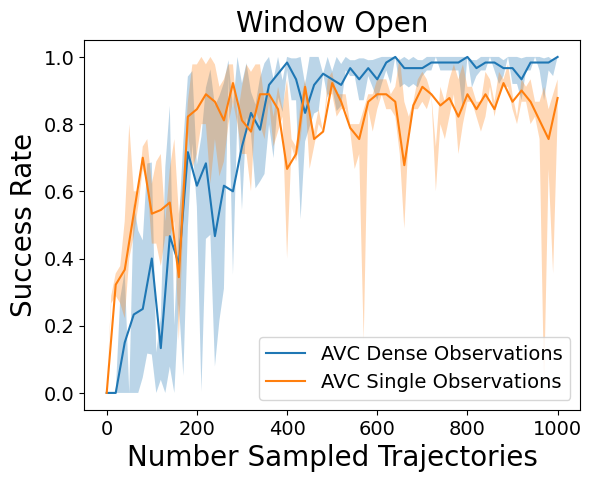 Window Open
Success Rate
1.0
0.8
0.6
0.4
0.2
0.0
AVC Dense Observations
AVC Single Observations
0 200 400 600 800 1000
Number Sampled Trajectories